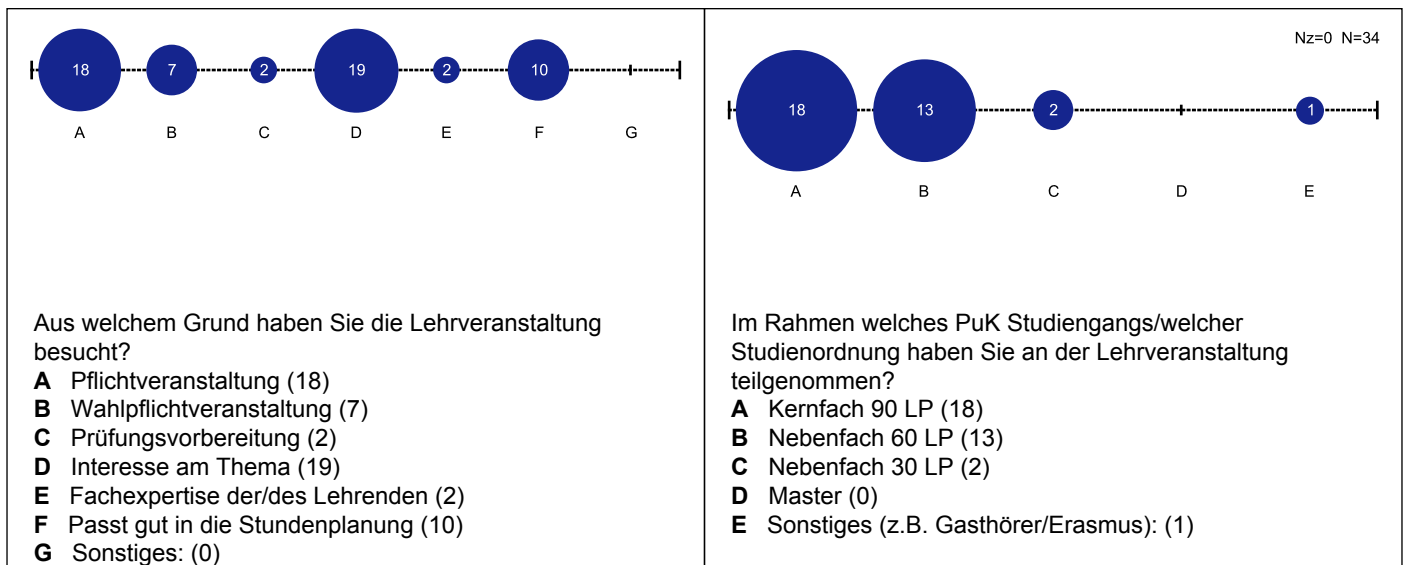 18 7 2 19 2 10
A B C D E F G
Aus welchem Grund haben Sie die Lehrveranstaltung
besucht?
A Pflichtveranstaltung (18)
B Wahlpflichtveranstaltung (7)
C Prüfungsvorbereitung (2)
D Interesse am Thema (19)
E Fachexpertise der/des Lehrenden (2)
F Passt gut in die Stundenplanung (10)
G Sonstiges: (0)
Nz=0 N=34
18 13 2 1
A B C D E
Im Rahmen welches PuK Studiengangs/welcher
Studienordnung haben Sie an der Lehrveranstaltung
teilgenommen?
A Kernfach 90 LP (18)
B Nebenfach 60 LP (13)
C Nebenfach 30 LP (2)
D Master (0)
E Sonstiges (z.B. Gasthörer/Erasmus): (1)